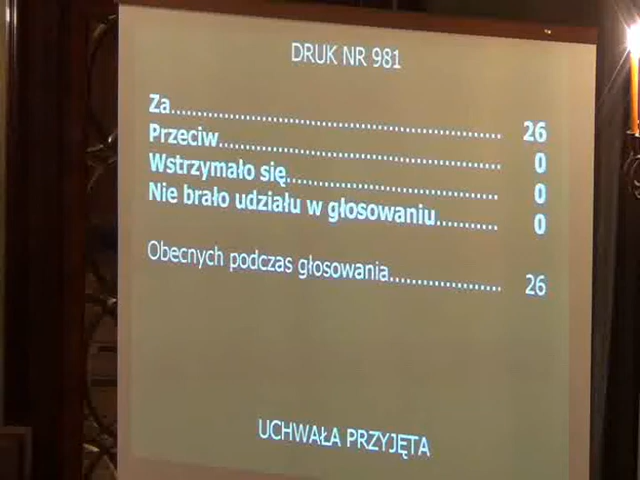 DRUK NR 981
Za.................................................. 26
Przeciw............................................. 0
Wstrzymało się................................... 0
Nie brało udziału w głosowaniu.......... 0
Obecnych podczas głosowania................. 26
UCHWAŁA PRZYJĘTA